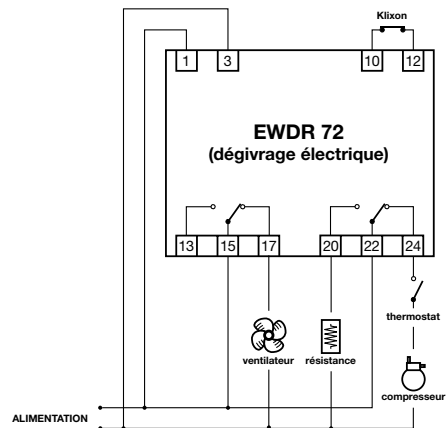 Klixon
1 3 10 12
EWDR 72
(dégivrage électrique)
13 15 17 20 22 24
thermostat
ventilateur résistance
compresseur
ALIMENTATION